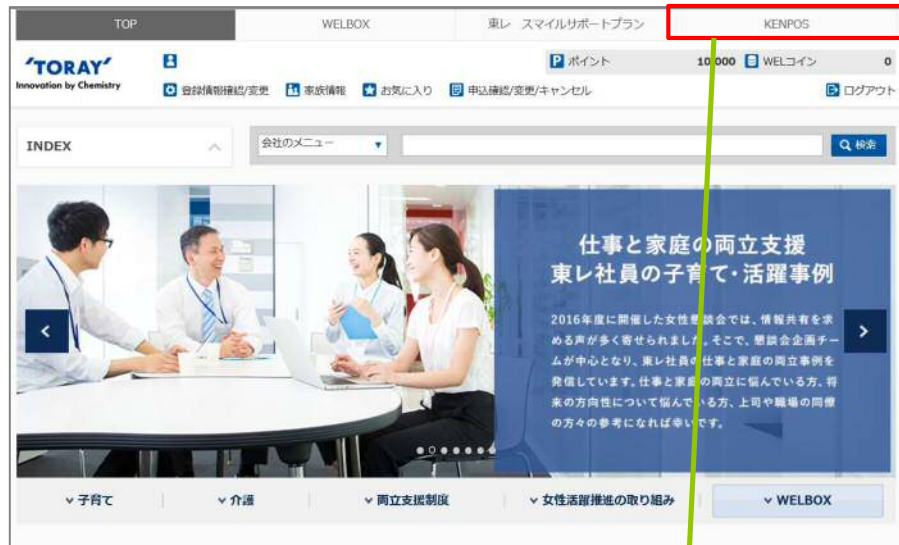 TOP
WELBOX
東レ スマイルサポートプラン
KENPOS
'TORAY'
Innovation by Chemistry
ポイント
10,000
WELコイン
0
登録情報確認/変更
家族情報
お気に入り
申込確認/変更/キャンセル
ログアウト
INDEX
会社のメニュー
検索
仕事と家庭の両立支援
東レ社員の子育て・活躍事例
2016年度に開催した女性懇談会では、情報共有を求
める声が多く寄せられました。そこで、懇談会企画チー
ムが中心となり、東レ社員の仕事と家庭の両立事例を
発信しています。仕事と家庭の両立に悩んでいる方、将
来の方向性について悩んでいる方、上司や職場の同僚
の方々の参考になれば幸いです。
子育て
介護
両立支援制度
女性活躍推進の取り組み
WELBOX